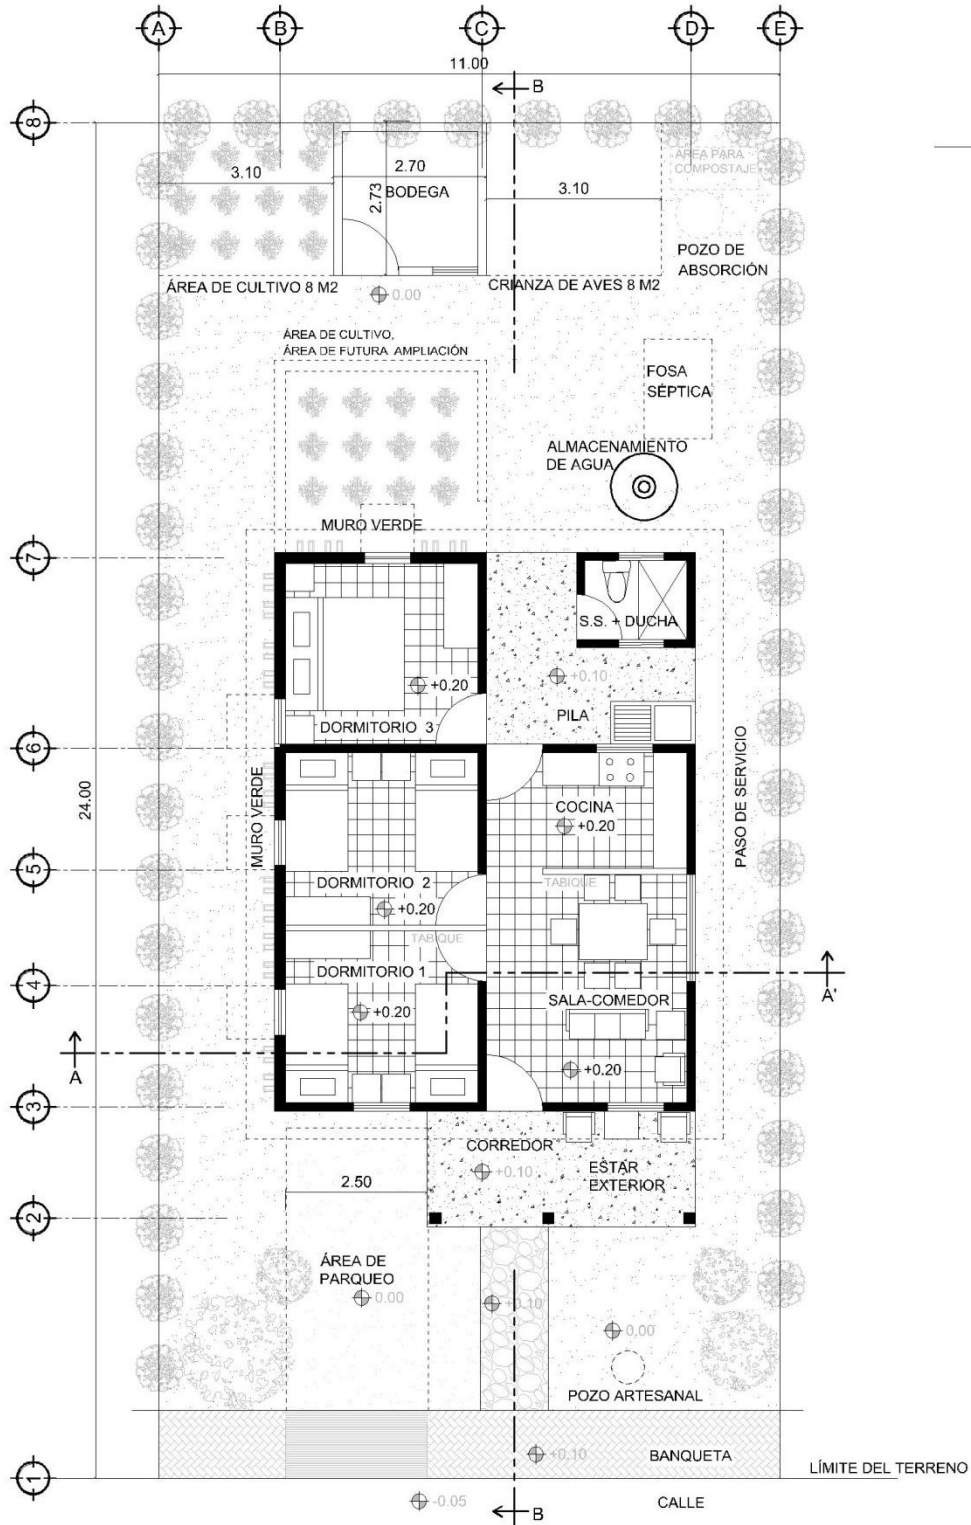 A
B
C
D
E
11.00
B
8
3.10
2.70
2.73
BODEGA
3.10
AREA PARA
COMPOSTAJE
POZO DE
ABSORCIÓN
ÁREA DE CULTIVO 8 M2
0.00
CRIANZA DE AVES 8 M2
ÁREA DE CULTIVO,
ÁREA DE FUTURA AMPLIACIÓN
FOSA
SÉPTICA
ALMACENAMIENTO
DE AGUA
MURO VERDE
7
S.S. + DUCHA
+0.20
+0.10
DORMITORIO 3
PILA
6
24.00
MURO VERDE
PASO DE SERVICIO
COCINA
+0.20
5
DORMITORIO 2
TABIQUE
+0.20
TABIQUE
DORMITORIO 1
4
SALA-COMEDOR
A'
+0.20
A
+0.20
3
CORREDOR
+0.10
ESTAR
EXTERIOR
2.50
2
ÁREA DE
PARQUEO
0.00
+0.10
0.00
POZO ARTESANAL
+0.10
BANQUETA
LÍMITE DEL TERRENO
1
-0.05
B
CALLE